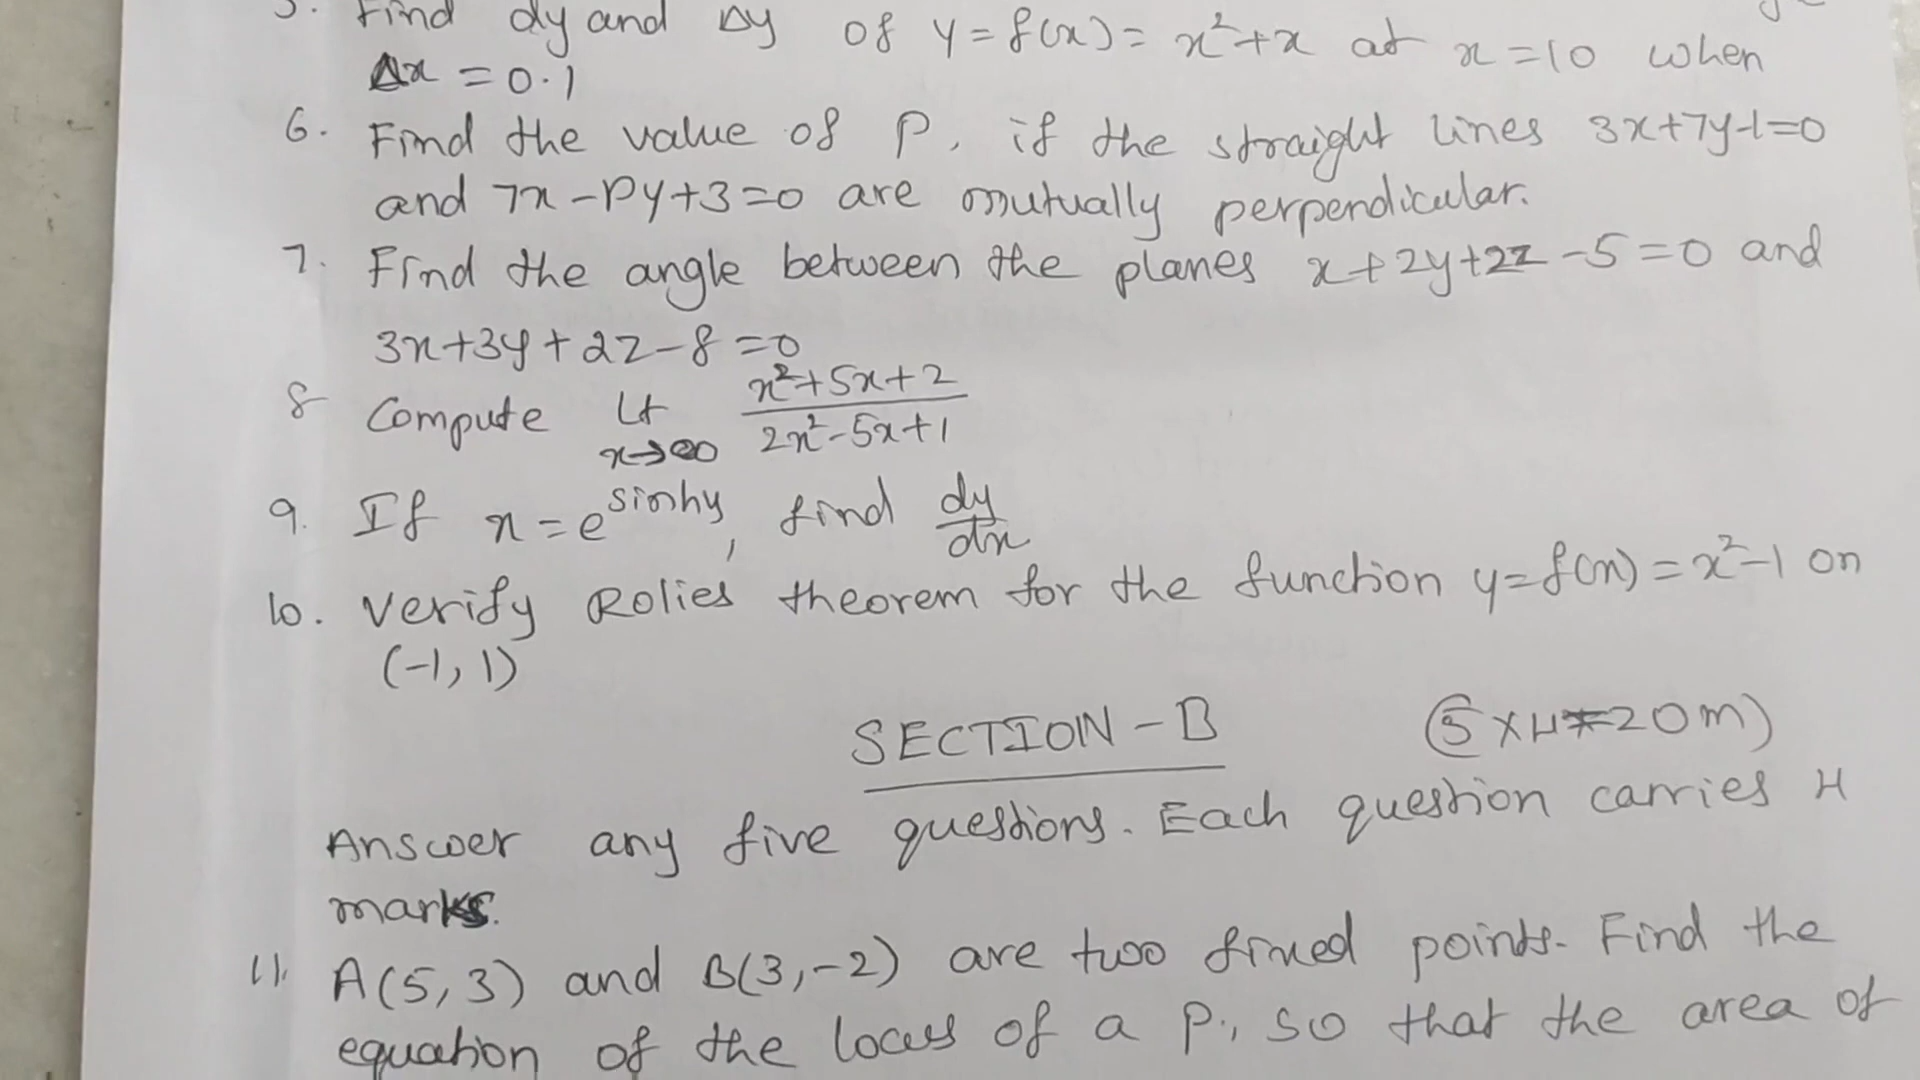 5. Find dy and Δy of y = f(x) = x²+x at x = 10 when
Δx = 0.1
6. Find the value of P, if the straight lines 3x+7y-1=0
and 7x-Py+3=0 are mutually perpendicular.
7. Find the angle between the planes x+2y+2z-5=0 and
3x+3y+2z-8=0
8 Compute Lt x→∞ (x²+5x+2)/(2x²-5x+1)
9. If x = e^sinhy, find dy/dx
10. Verify Rolies' theorem for the function y=f(x)=x²-1 on
(-1, 1)
SECTION - B (5 X 4 = 20m)
Answer any five questions. Each question carries 4
marks.
11. A(5,3) and B(3,-2) are two fixed points. Find the
equation of the locus of a P., so that the area of